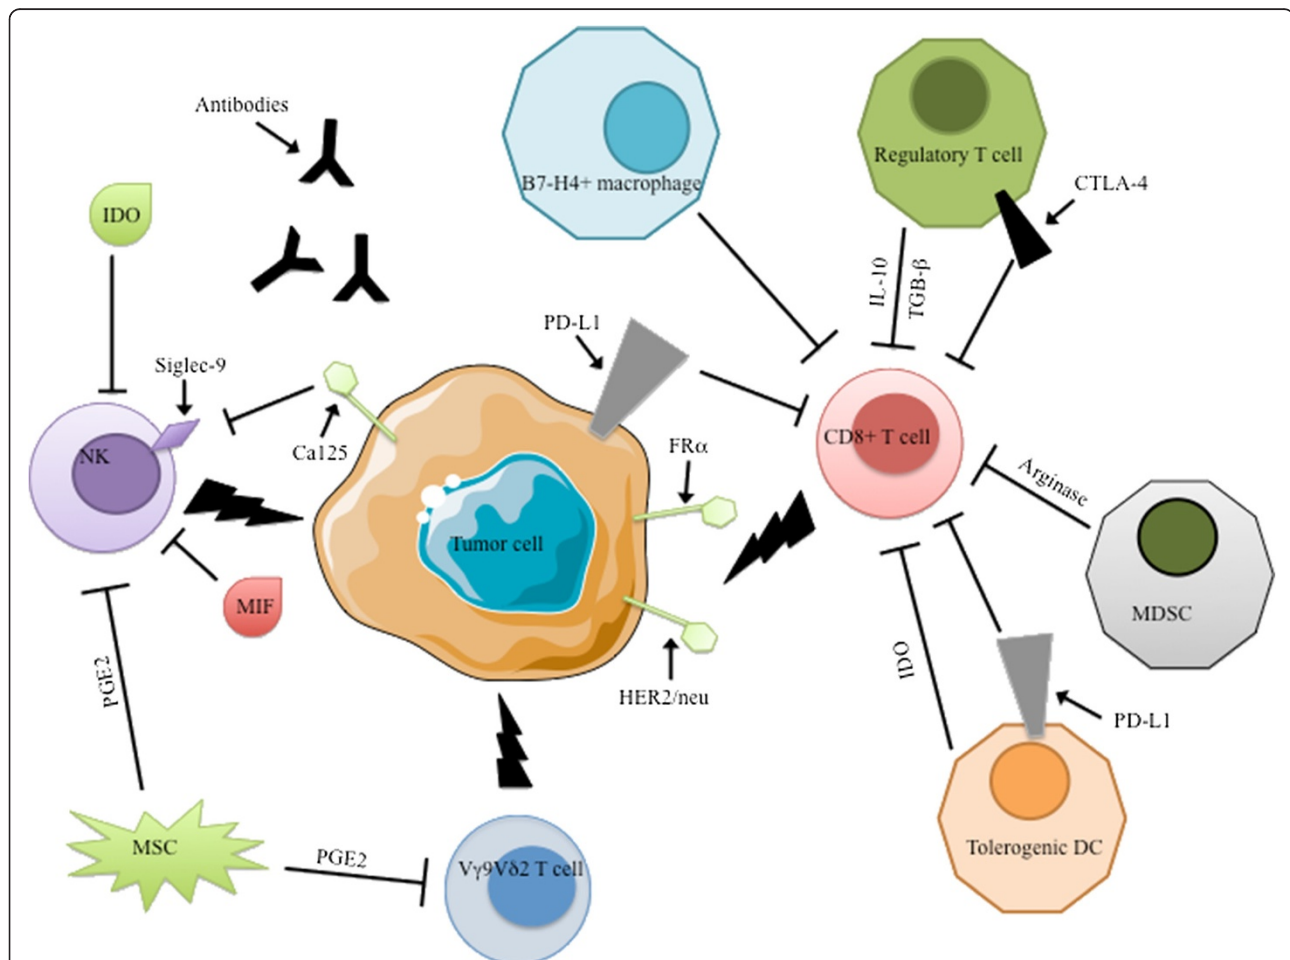 Antibodies
IDO
Siglec-9
NK
Ca125
MIF
PGE2
MSC
PGE2
Vγ9Vδ2 T cell
Tumor cell
PD-L1
FRα
HER2/neu
B7-H4+ macrophage
Regulatory T cell
CTLA-4
IL-10
TGB-β
CD8+ T cell
Arginase
MDSC
IDO
PD-L1
Tolerogenic DC